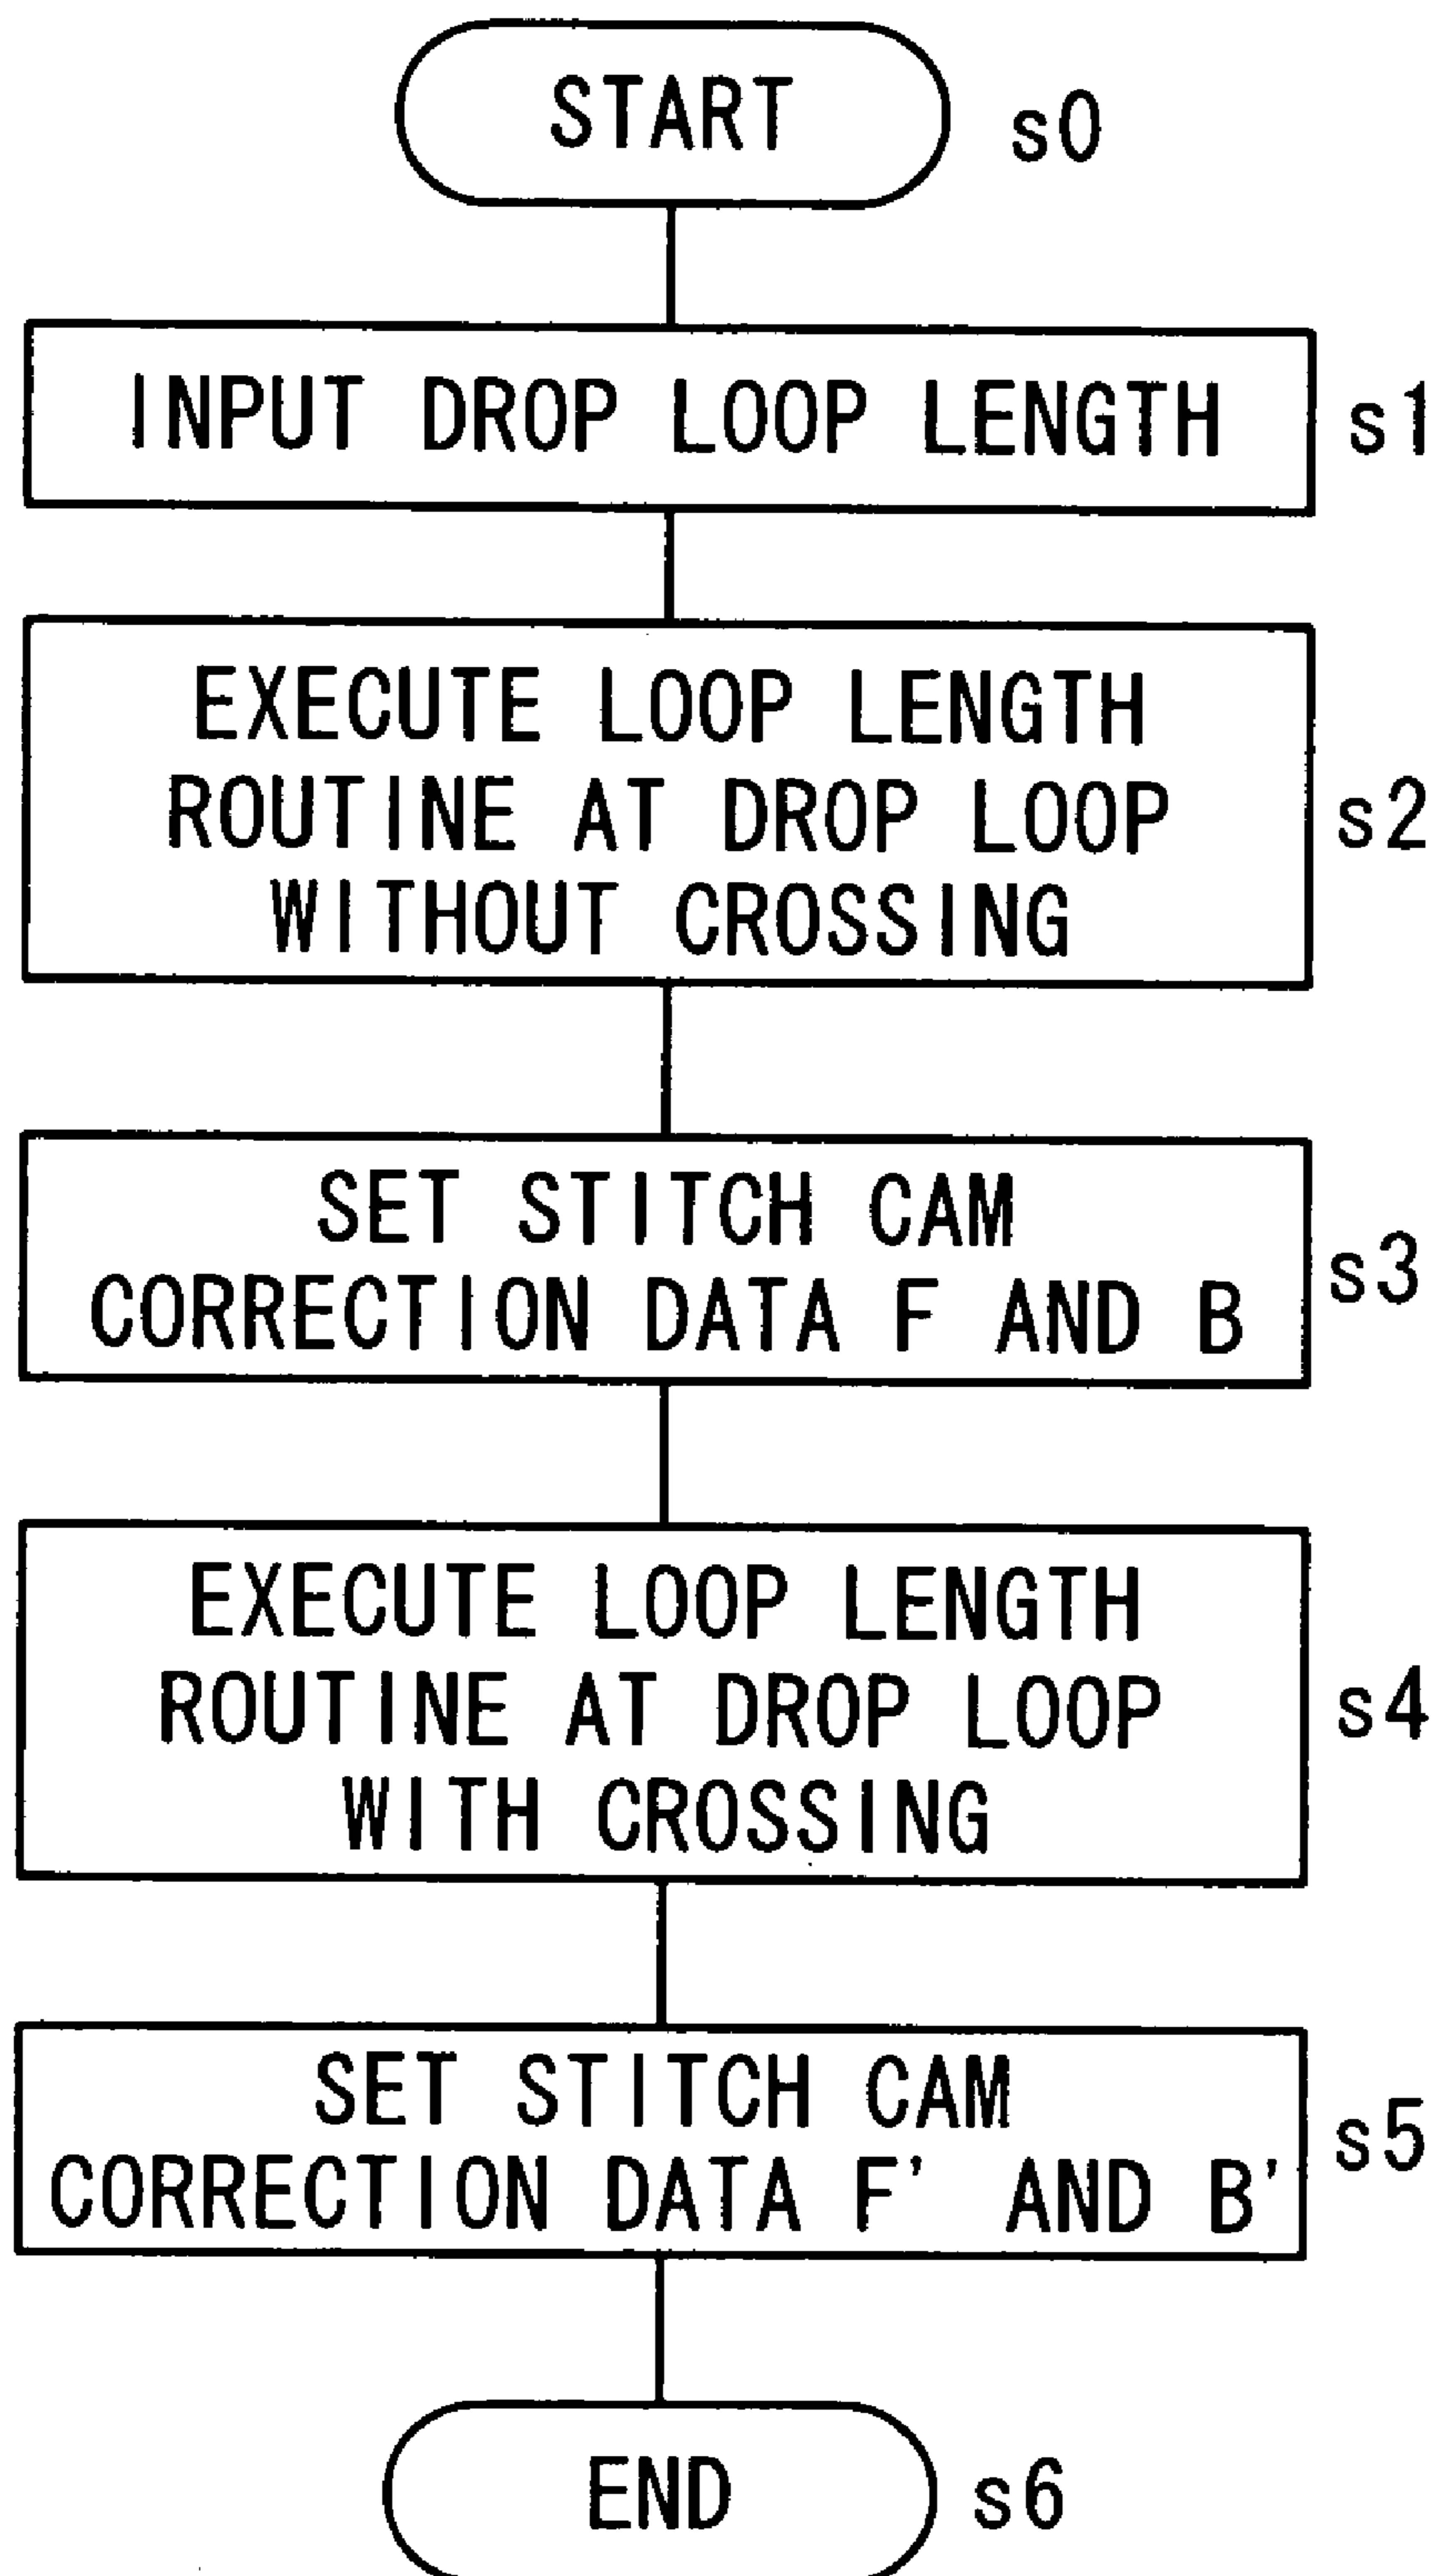 START s0
INPUT DROP LOOP LENGTH s1
EXECUTE LOOP LENGTH
ROUTINE AT DROP LOOP s2
WITHOUT CROSSING
SET STITCH CAM
CORRECTION DATA F AND B s3
EXECUTE LOOP LENGTH
ROUTINE AT DROP LOOP s4
WITH CROSSING
SET STITCH CAM
CORRECTION DATA F' AND B' s5
END s6